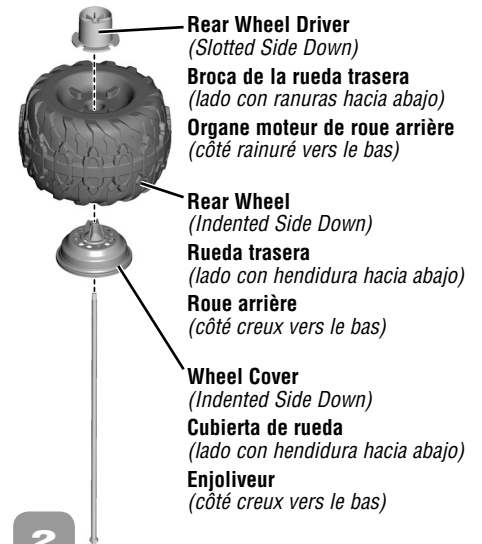 Rear Wheel Driver
(Slotted Side Down)
Broca de la rueda trasera
(lado con ranuras hacia abajo)
Organe moteur de roue arrière
(côté rainuré vers le bas)
Rear Wheel
(Indented Side Down)
Rueda trasera
(lado con hendidura hacia abajo)
Roue arrière
(côté creux vers le bas)
Wheel Cover
(Indented Side Down)
Cubierta de rueda
(lado con hendidura hacia abajo)
Enjoliveur
(côté creux vers le bas)
2